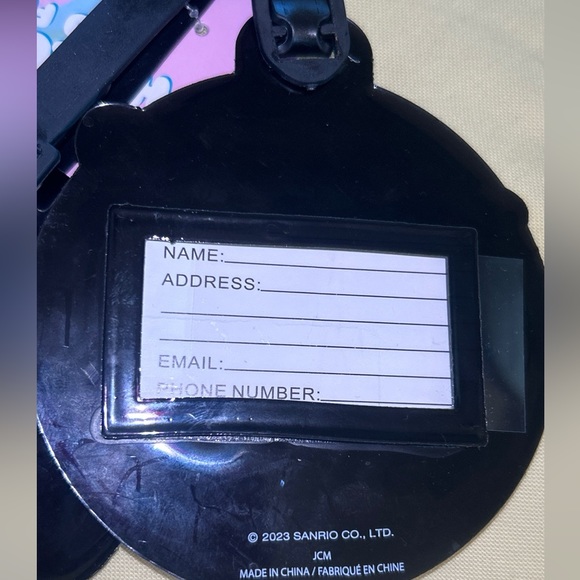 NAME:
ADDRESS:
EMAIL:
PHONE NUMBER:
© 2023 SANRIO CO., LTD.
JCM
MADE IN CHINA / FABRIQUÉ EN CHINE